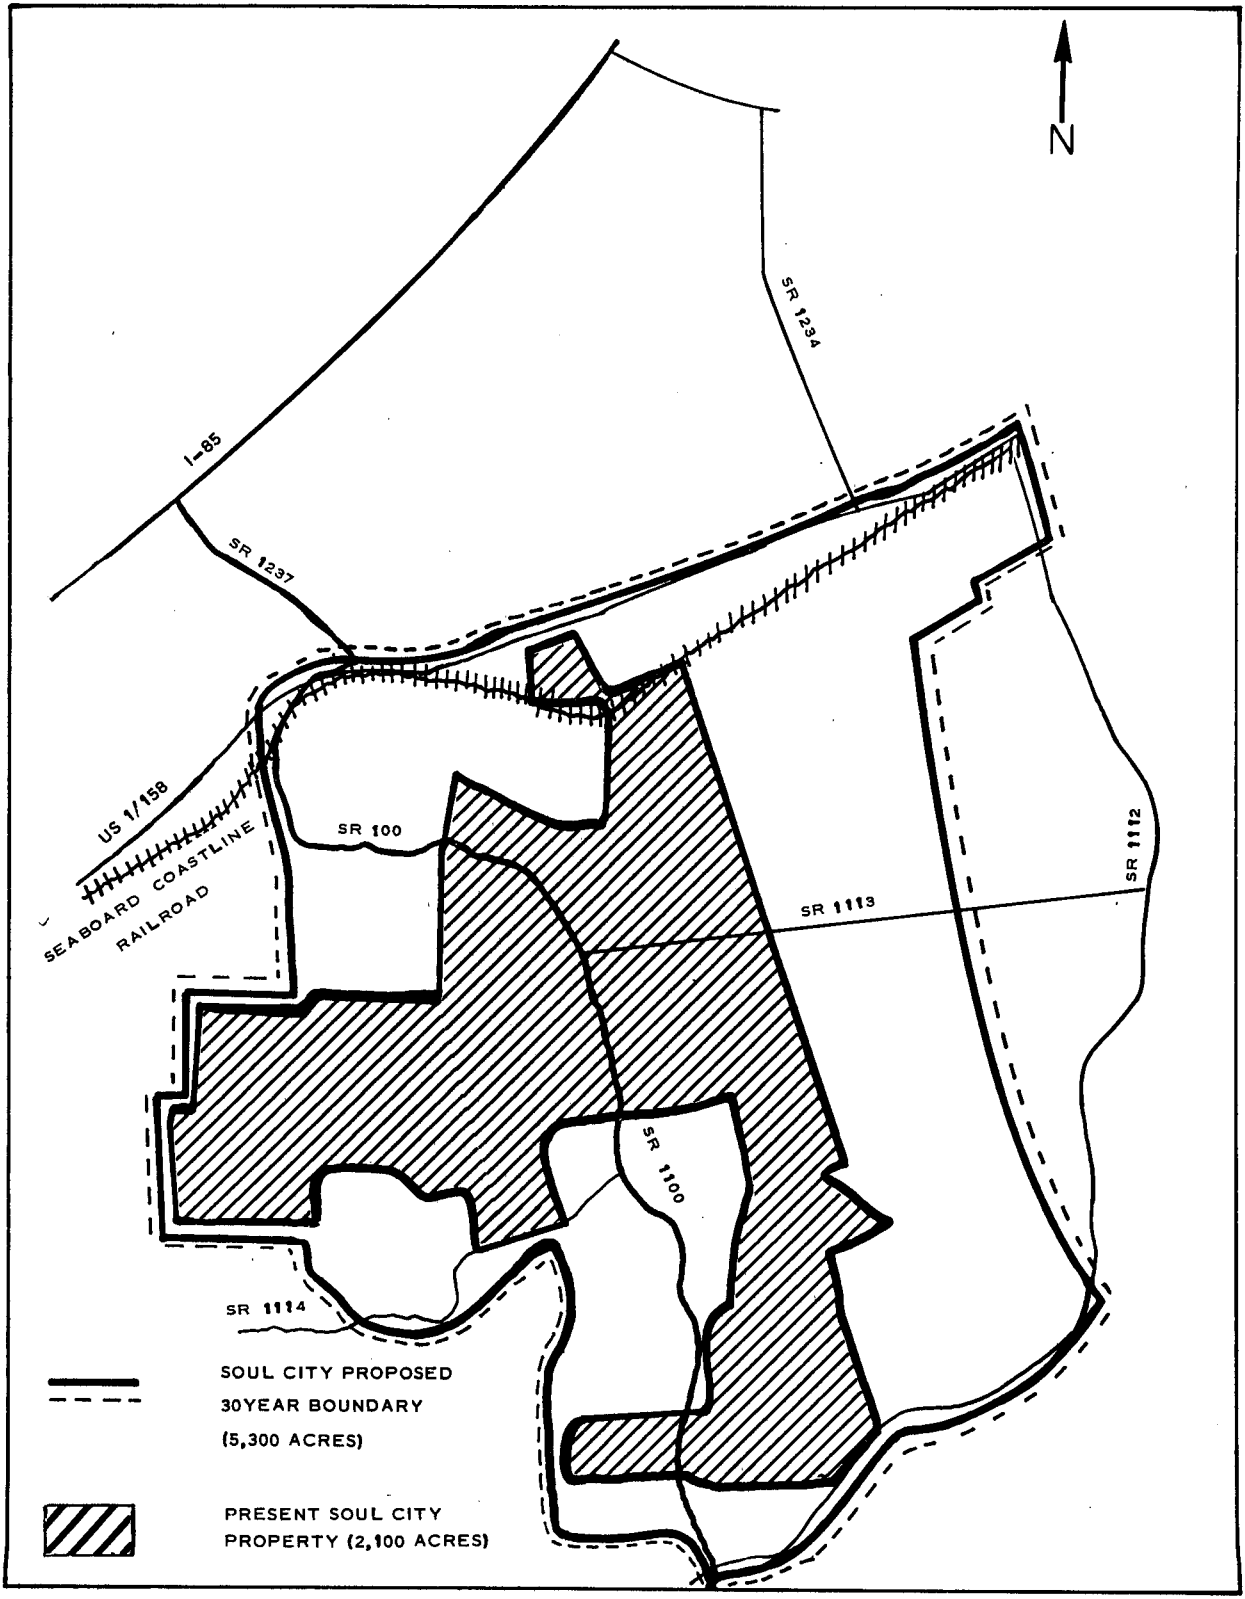 N
SR 1234
I-85
SR 1237
US 1/158
SEABOARD COASTLINE
RAILROAD
SR 100
SR 1112
SR 1113
SR 1100
SR 1114
SOUL CITY PROPOSED
30YEAR BOUNDARY
(5,300 ACRES)
PRESENT SOUL CITY
PROPERTY (2,100 ACRES)